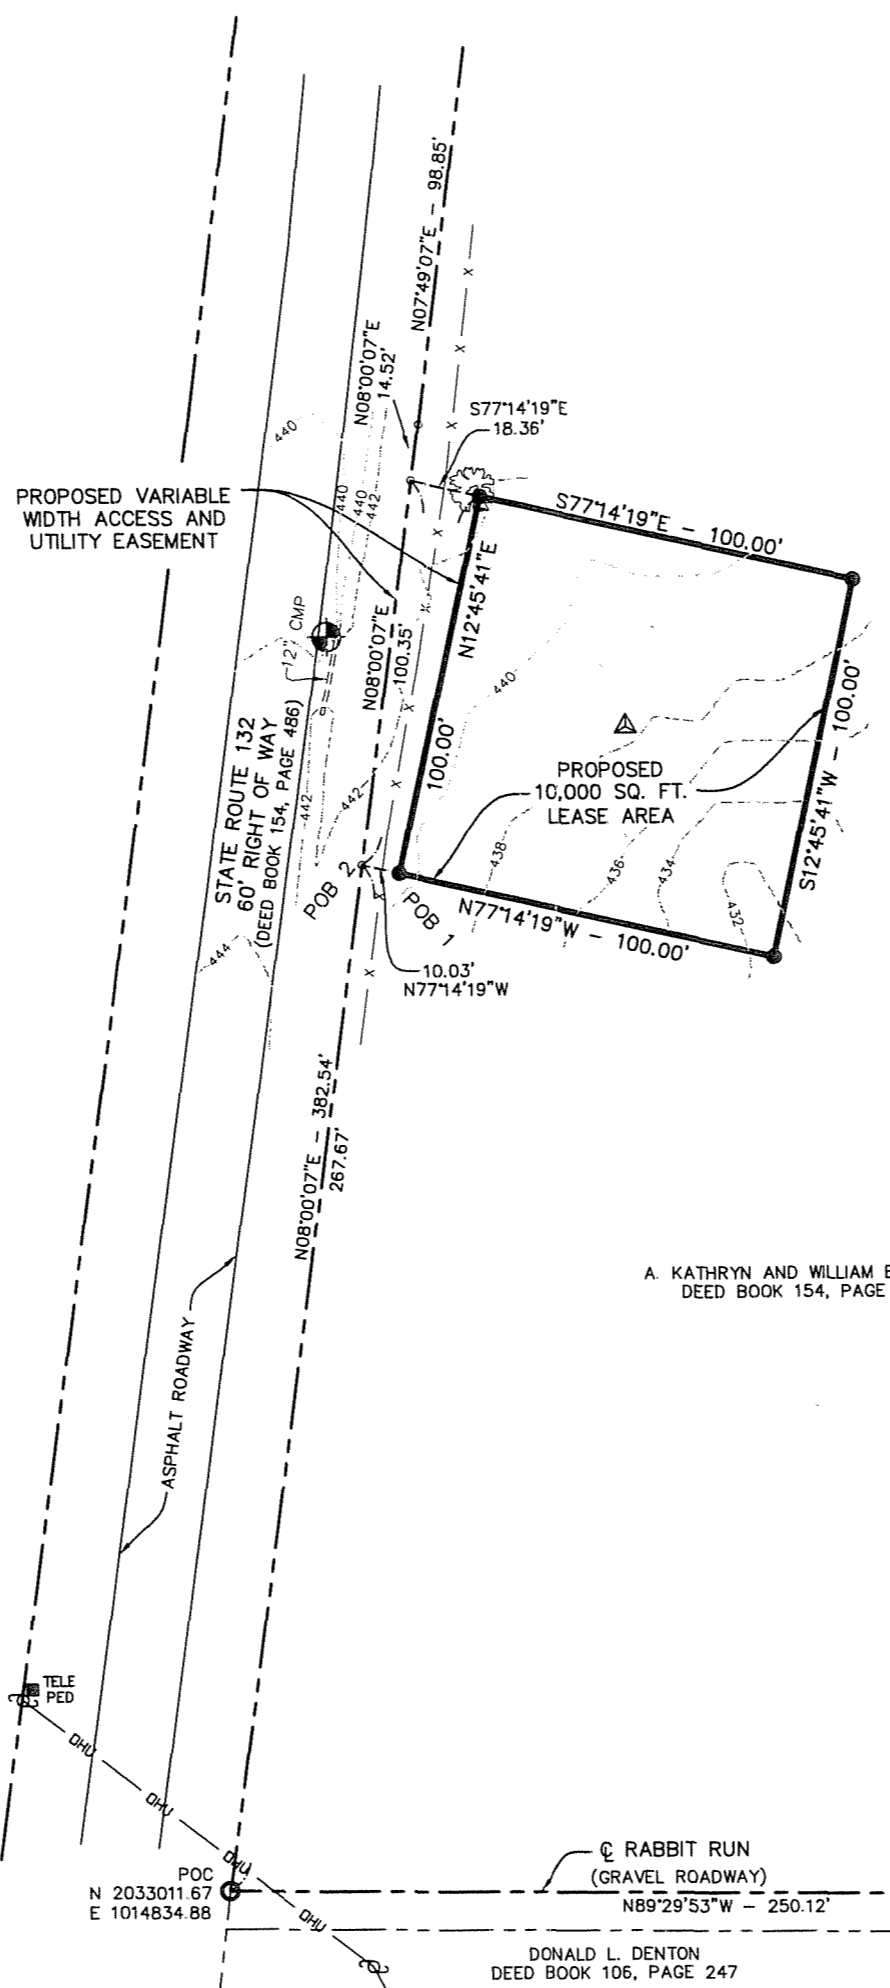 N07°49'07"E - 98.85'
N08°00'07"E
14.52'
S77°14'19"E
18.36'
440
PROPOSED VARIABLE
WIDTH ACCESS AND
UTILITY EASEMENT
440
440
442
S77°14'19"E - 100.00'
N12°45'41"E
100.00'
12" CMP
N08°00'07"E
100.35'
440
STATE ROUTE 132
60' RIGHT OF WAY
(DEED BOOK 154, PAGE 486)
442
442
PROPOSED
10,000 SQ. FT.
LEASE AREA
S12°45'41"W - 100.00'
438
436
434
432
POB 2
POB 1
N77°14'19"W - 100.00'
444
10.03'
N77°14'19"W
N08°00'07"E - 382.54'
267.67'
A. KATHRYN AND WILLIAM
DEED BOOK 154, PAGE
ASPHALT ROADWAY
TELE
PED
OHU
OHU
OHU
OHU
POC
N 2033011.67
E 1014834.88
℄ RABBIT RUN
(GRAVEL ROADWAY)
N89°29'53"W - 250.12'
DONALD L. DENTON
DEED BOOK 106, PAGE 247